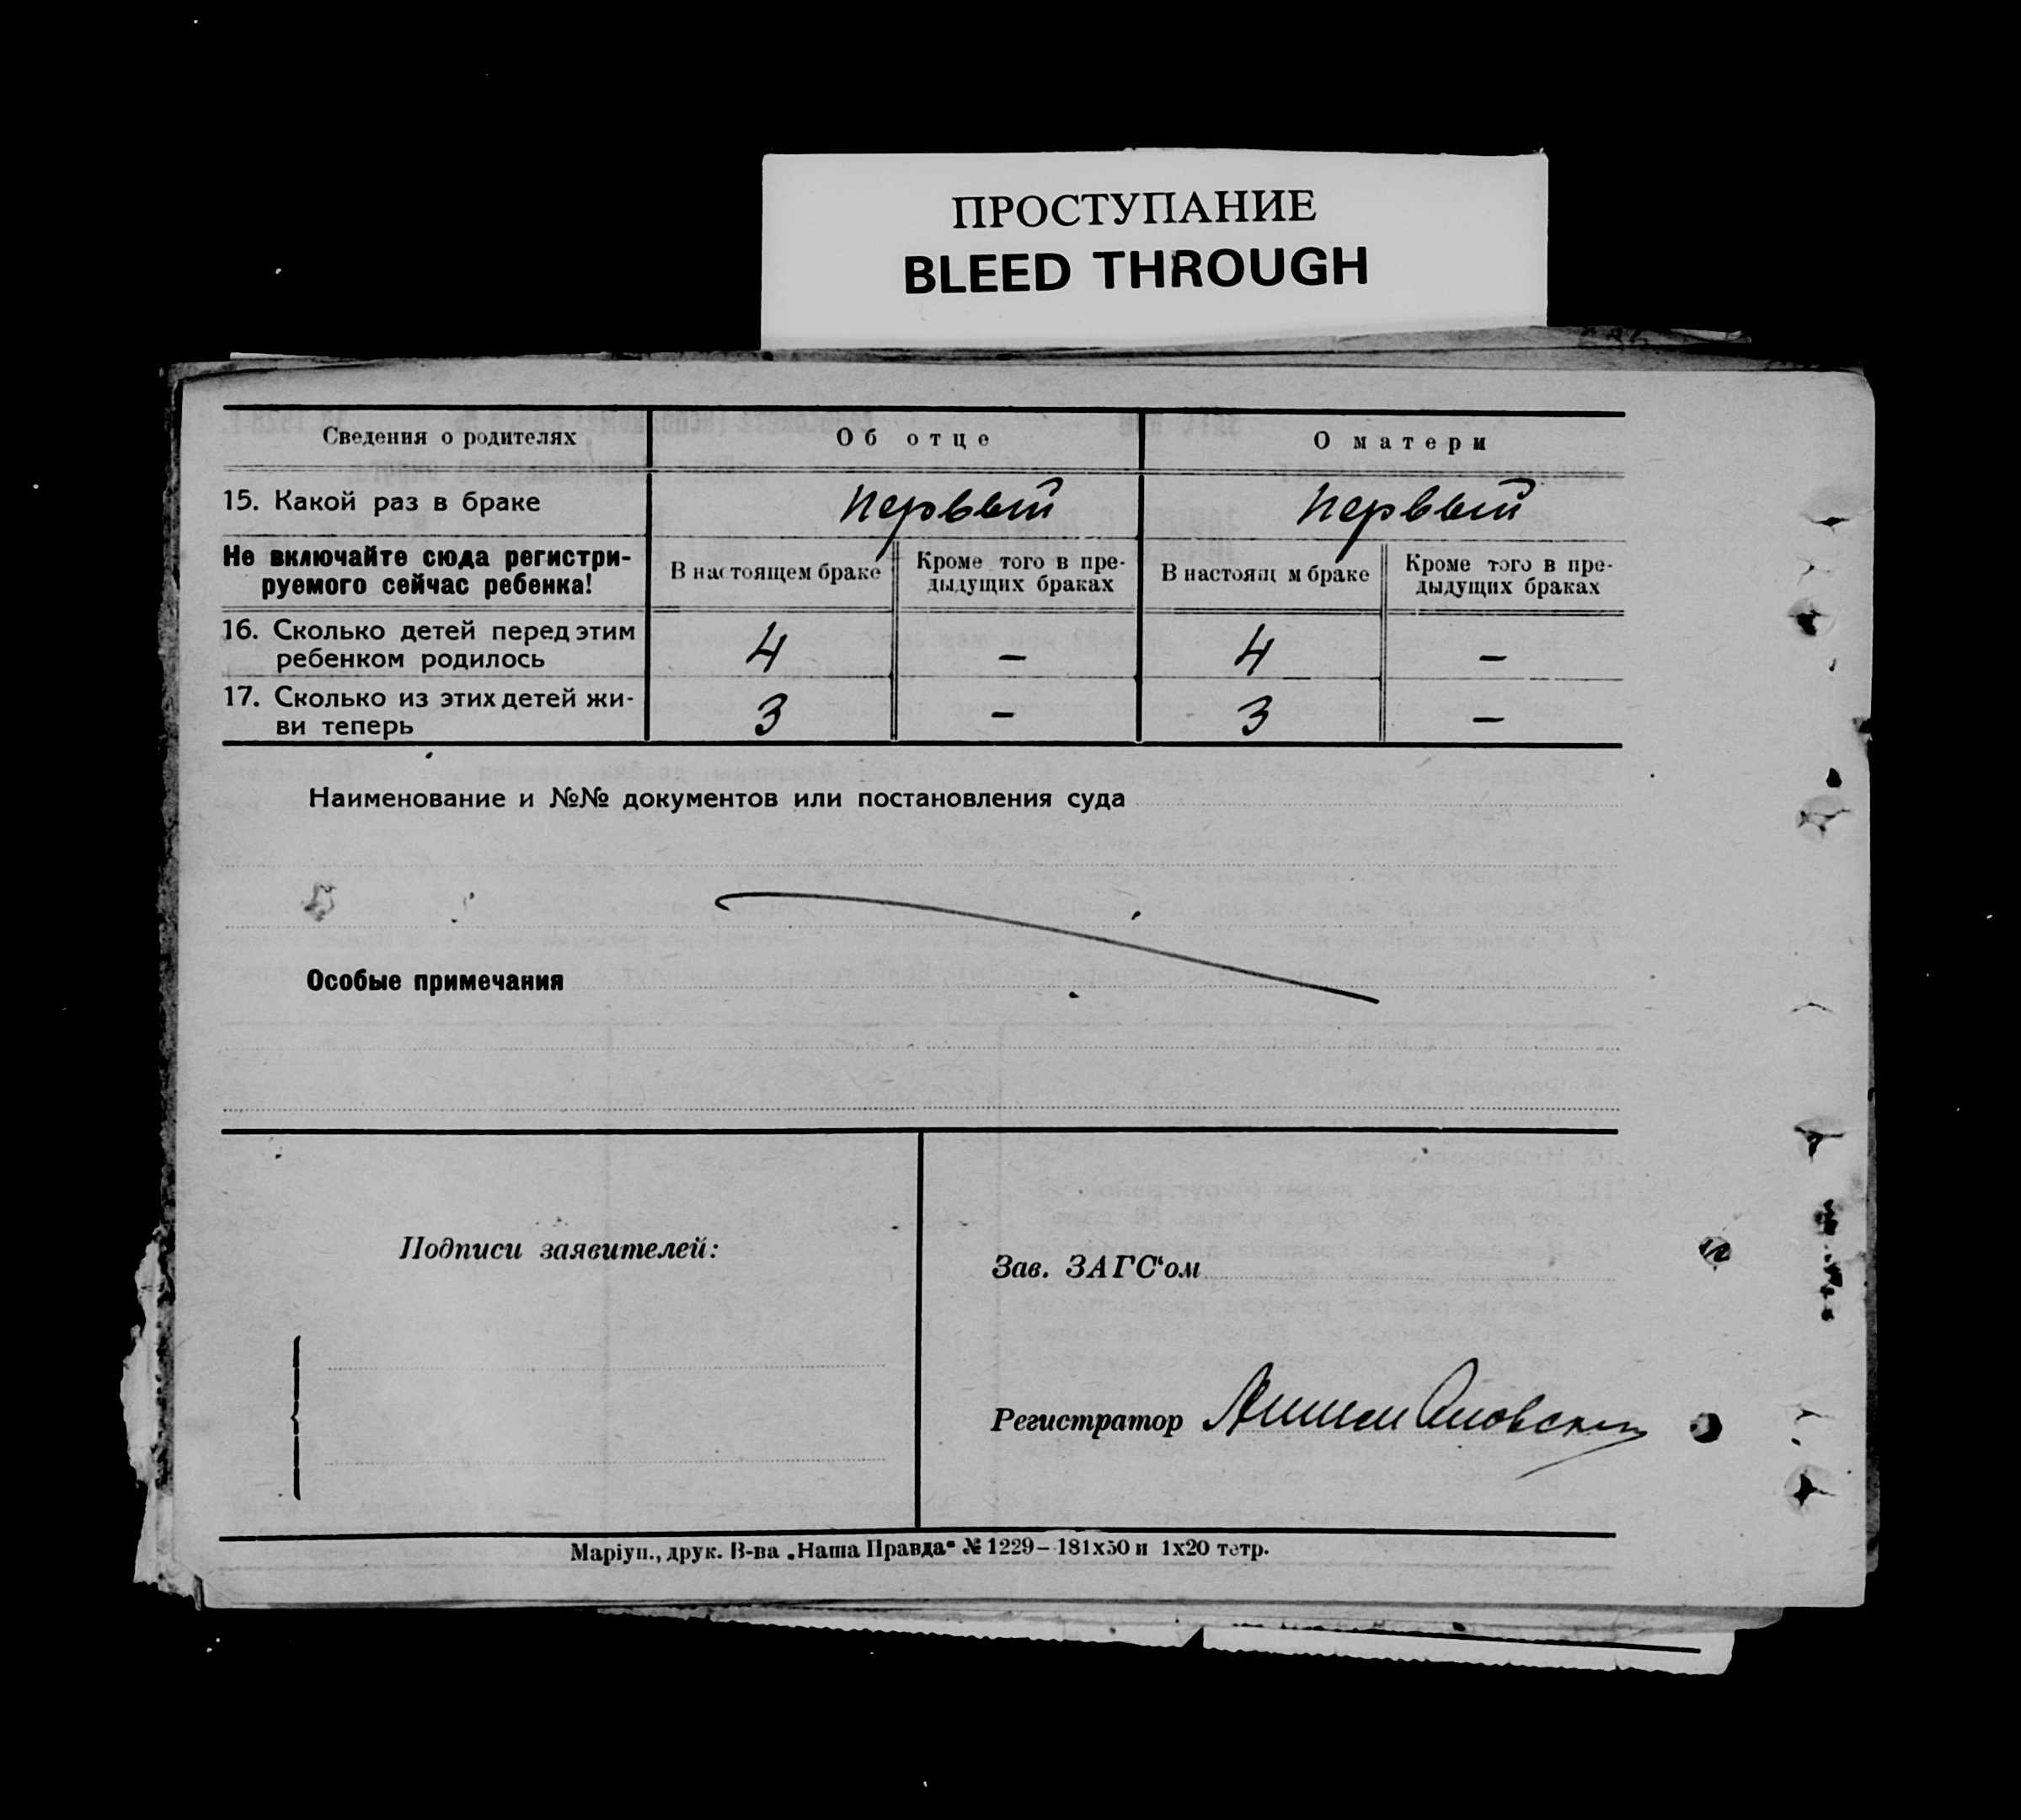 ПРОСТУПАНИЕ
BLEED THROUGH
Сведения о родителях
Об отце
О матери
15. Какой раз в браке
первый
первый
Не включайте сюда регистри-
руемого сейчас ребенка!
В настоящем браке
Кроме того в пре-
дыдущих браках
В настоящ м браке
Кроме того в пре-
дыдущих браках
16. Сколько детей перед этим
ребенком родилось
4
–
4
–
17. Сколько из этих детей жи-
ви теперь
3
–
3
–
Наименование и №№ документов или постановления суда
Особые примечания
Подписи заявителей:
Зав. ЗАГС‘ом
Регистратор
Маріуп., друк. В-ва „Наша Правда“ № 1229– 181х50 и 1х20 тетр.